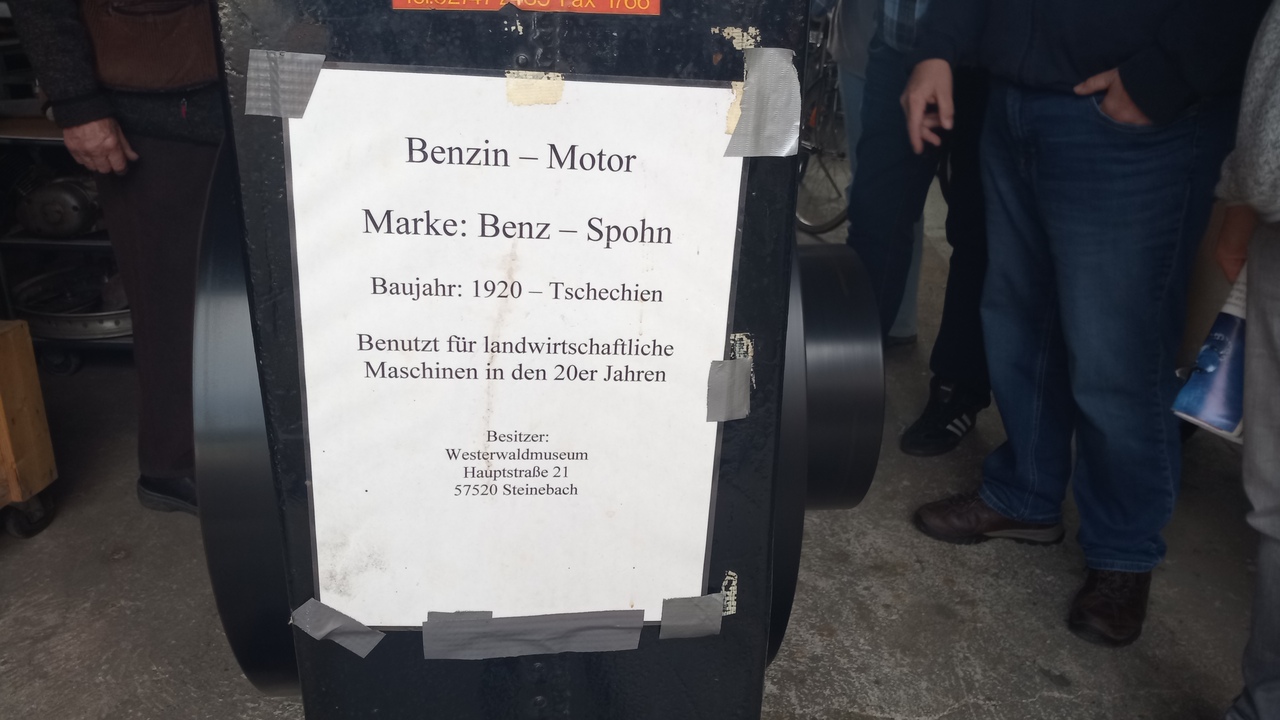 Benzin – Motor
Marke: Benz – Spohn
Baujahr: 1920 – Tschechien
Benutzt für landwirtschaftliche
Maschinen in den 20er Jahren
Besitzer:
Westerwaldmuseum
Hauptstraße 21
57520 Steinebach